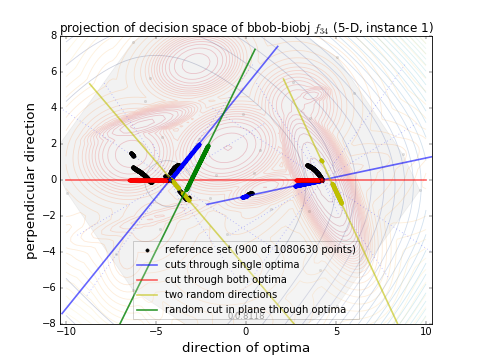 projection of decision space of bbob-biobj f34 (5-D, instance 1)
8
6
4
2
0
−2
−4
−6
−8
perpendicular direction
reference set (900 of 1080630 points)
cuts through single optima
cut through both optima
two random directions
random cut in plane through optima
−10
−5
0
5
10
direction of optima